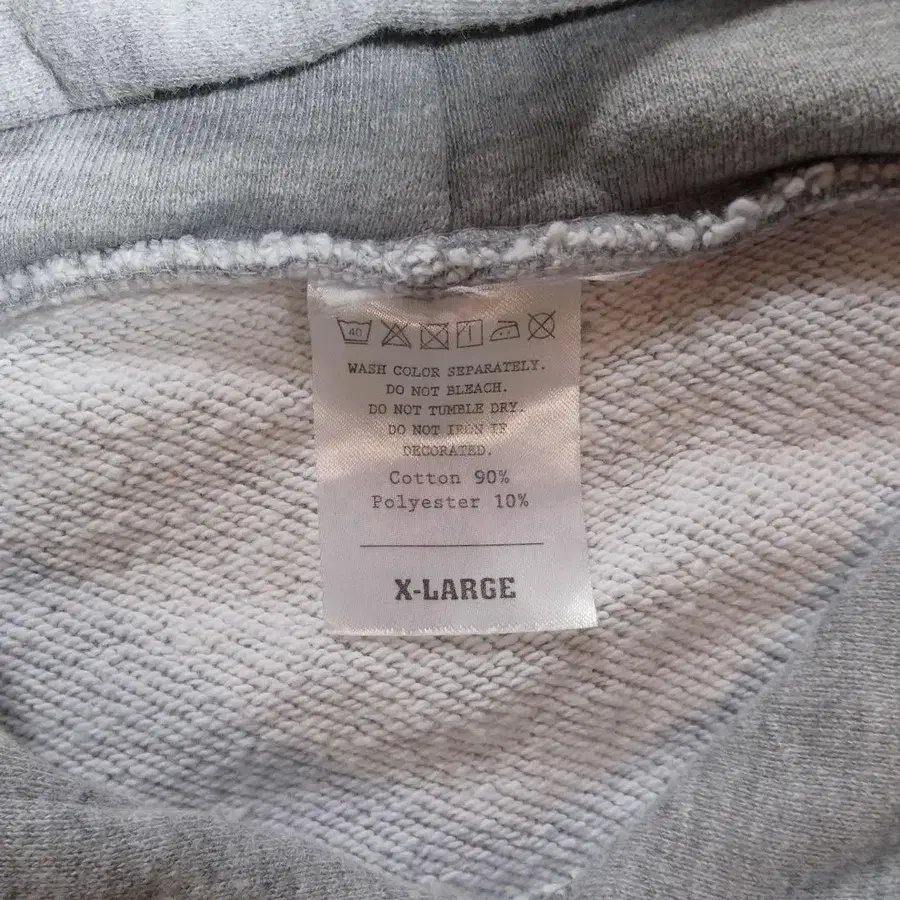 40
WASH COLOR SEPARATELY.
DO NOT BLEACH.
DO NOT TUMBLE DRY.
DO NOT IRON IF
DECORATED.
Cotton 90%
Polyester 10%
X-LARGE